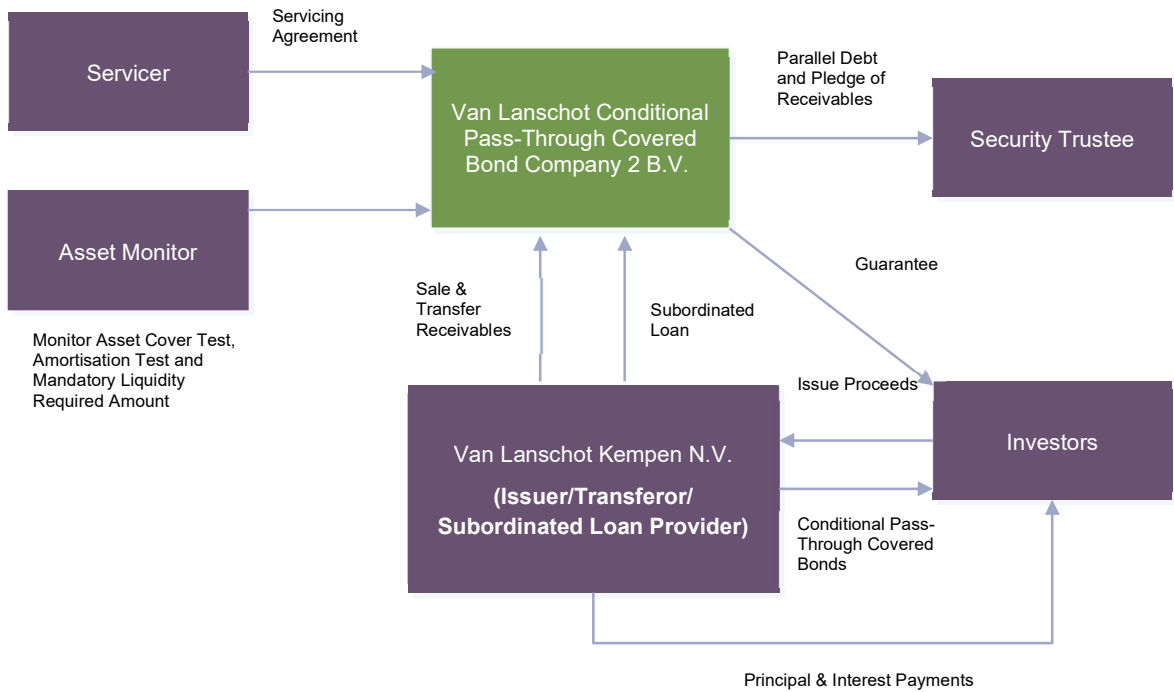 Servicing
Agreement
Servicer
Van Lanschot Conditional
Pass-Through Covered
Bond Company 2 B.V.
Parallel Debt
and Pledge of
Receivables
Security Trustee
Asset Monitor
Monitor Asset Cover Test,
Amortisation Test and
Mandatory Liquidity
Required Amount
Sale &
Transfer
Receivables
Subordinated
Loan
Guarantee
Issue Proceeds
Van Lanschot Kempen N.V.
(Issuer/Transferor/
Subordinated Loan Provider)
Investors
Conditional Pass-
Through Covered
Bonds
Principal & Interest Payments